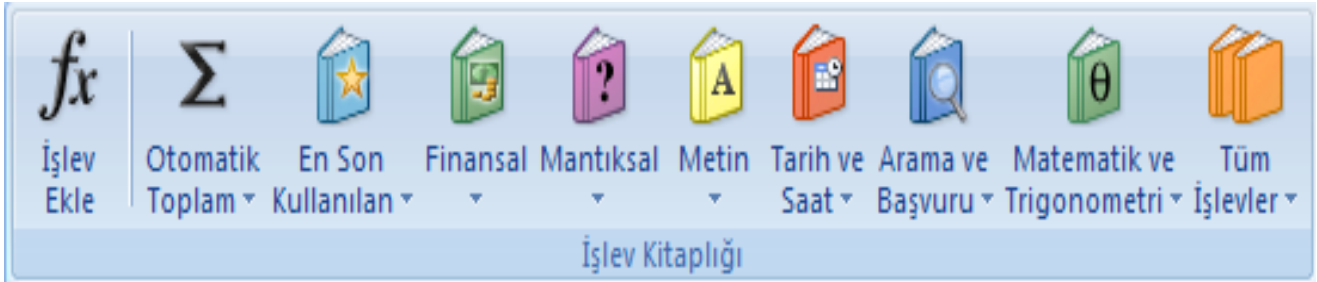 fx
Σ
?
A
θ
İşlev
Ekle
Otomatik
Toplam
En Son
Kullanılan
Finansal
Mantıksal
Metin
Tarih ve
Saat
Arama ve
Başvuru
Matematik ve
Trigonometri
Tüm
İşlevler
İşlev Kitaplığı